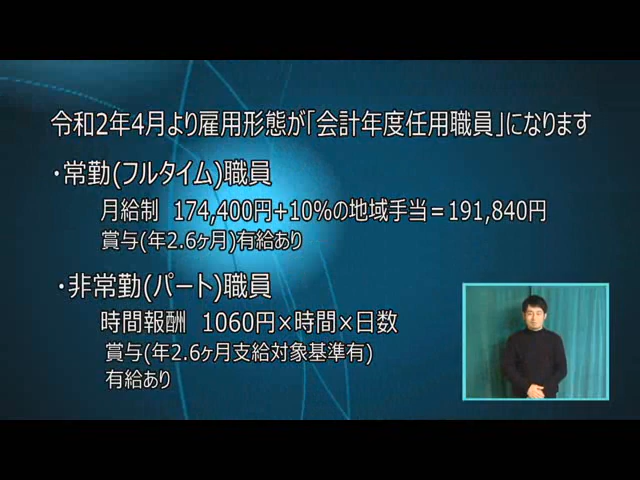 令和2年4月より雇用形態が「会計年度任用職員」になります
・常勤(フルタイム)職員
月給制 174,400円+10%の地域手当＝191,840円
賞与(年2.6ヶ月)有給あり
・非常勤(パート)職員
時間報酬 1060円×時間×日数
賞与(年2.6ヶ月支給対象基準有)
有給あり